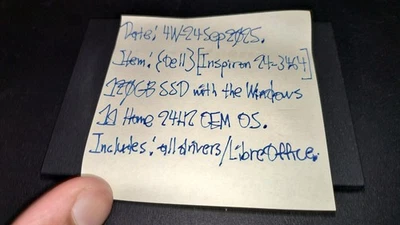 Date: 4W-24Sep2025.
Item: {Dell}[Inspiron 24-3464]
120GB SSD with the Windows
11 Home 24H2 OEM OS.
Includes: all drivers/LibreOffice.